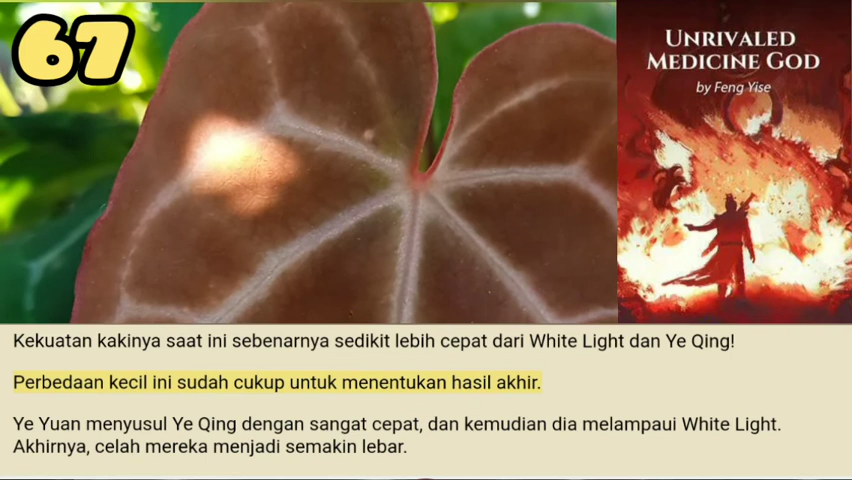 67
UNRIVALED
MEDICINE GOD
by Feng Yise
Kekuatan kakinya saat ini sebenarnya sedikit lebih cepat dari White Light dan Ye Qing!
Perbedaan kecil ini sudah cukup untuk menentukan hasil akhir.
Ye Yuan menyusul Ye Qing dengan sangat cepat, dan kemudian dia melampaui White Light.
Akhirnya, celah mereka menjadi semakin lebar.